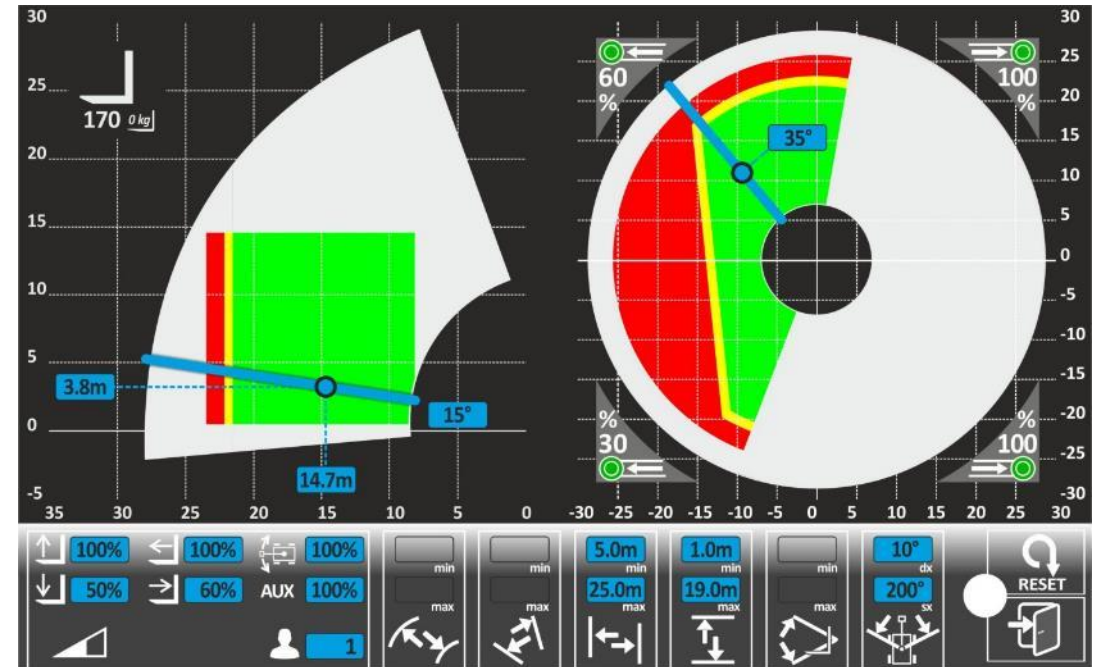 30
25
20
15
10
5
0
-5
35 30 25 20 15 10 5 0
170 0 kg
3.8m
14.7m
15°
60
%
100
%
%
30
%
100
35°
30
25
20
15
10
5
0
-5
-10
-15
-20
-25
-30
-30 -25 -20 -15 -10 -5 0 5 10 15 20 25 30
100% 100% 100%
50% 60% AUX 100%
1
min
max
min
max
5.0m
min
25.0m
max
1.0m
min
19.0m
max
min
max
10°
dx
200°
sx
RESET